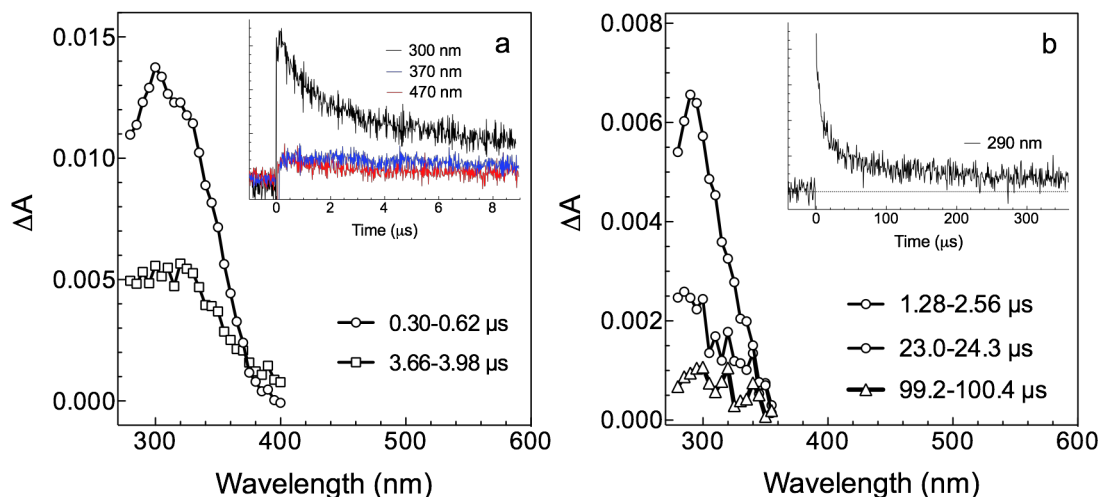 a
300 nm
370 nm
470 nm
0 2 4 6 8
Time (μs)
0.015
0.010
0.005
0.000
ΔA
0.30-0.62 μs
3.66-3.98 μs
300 400 500 600
Wavelength (nm)
b
290 nm
0 100 200 300
Time (μs)
0.008
0.006
0.004
0.002
0.000
ΔA
1.28-2.56 μs
23.0-24.3 μs
99.2-100.4 μs
300 400 500 600
Wavelength (nm)